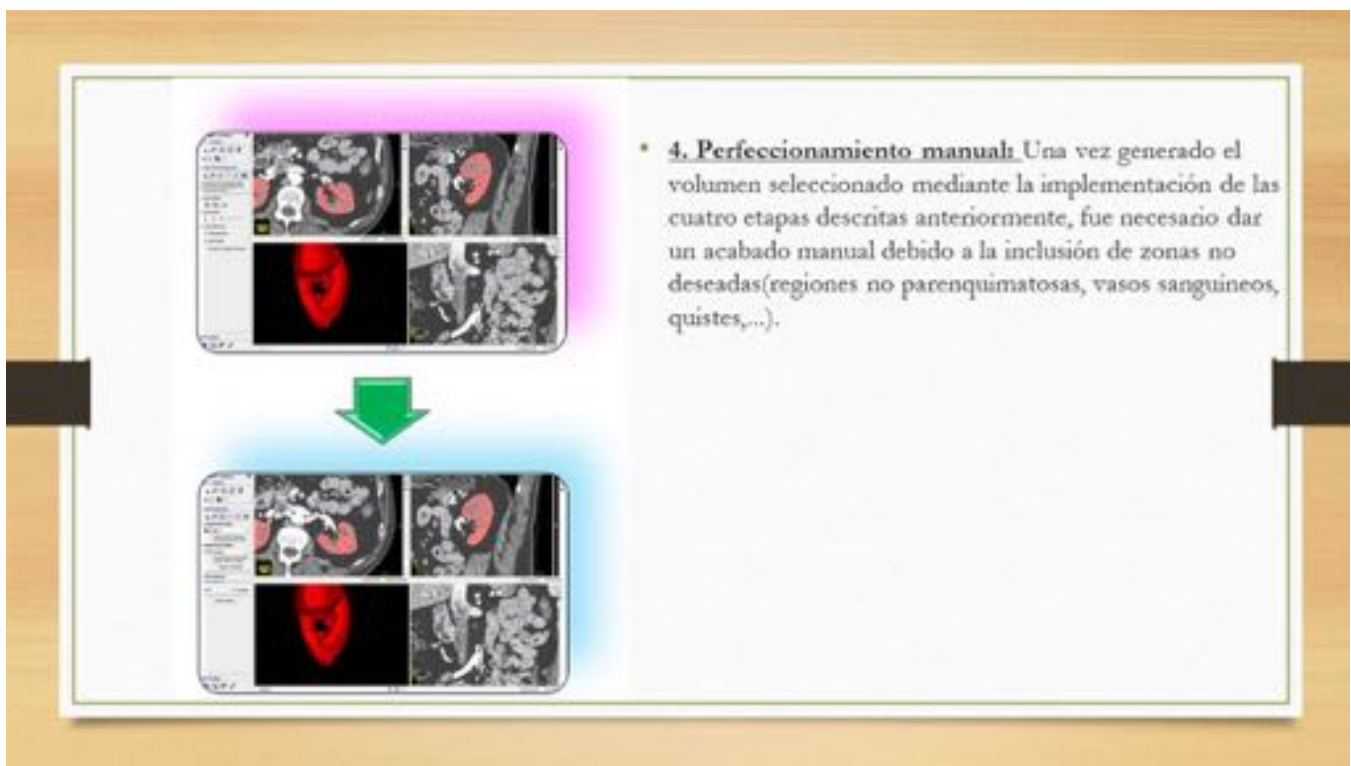 • 4. Perfeccionamiento manual: Una vez generado el
volumen seleccionado mediante la implementación de las
cuatro etapas descritas anteriormente, fue necesario dar
un acabado manual debido a la inclusión de zonas no
deseadas(regiones no parenquimatosas, vasos sanguíneos,
quistes,...).